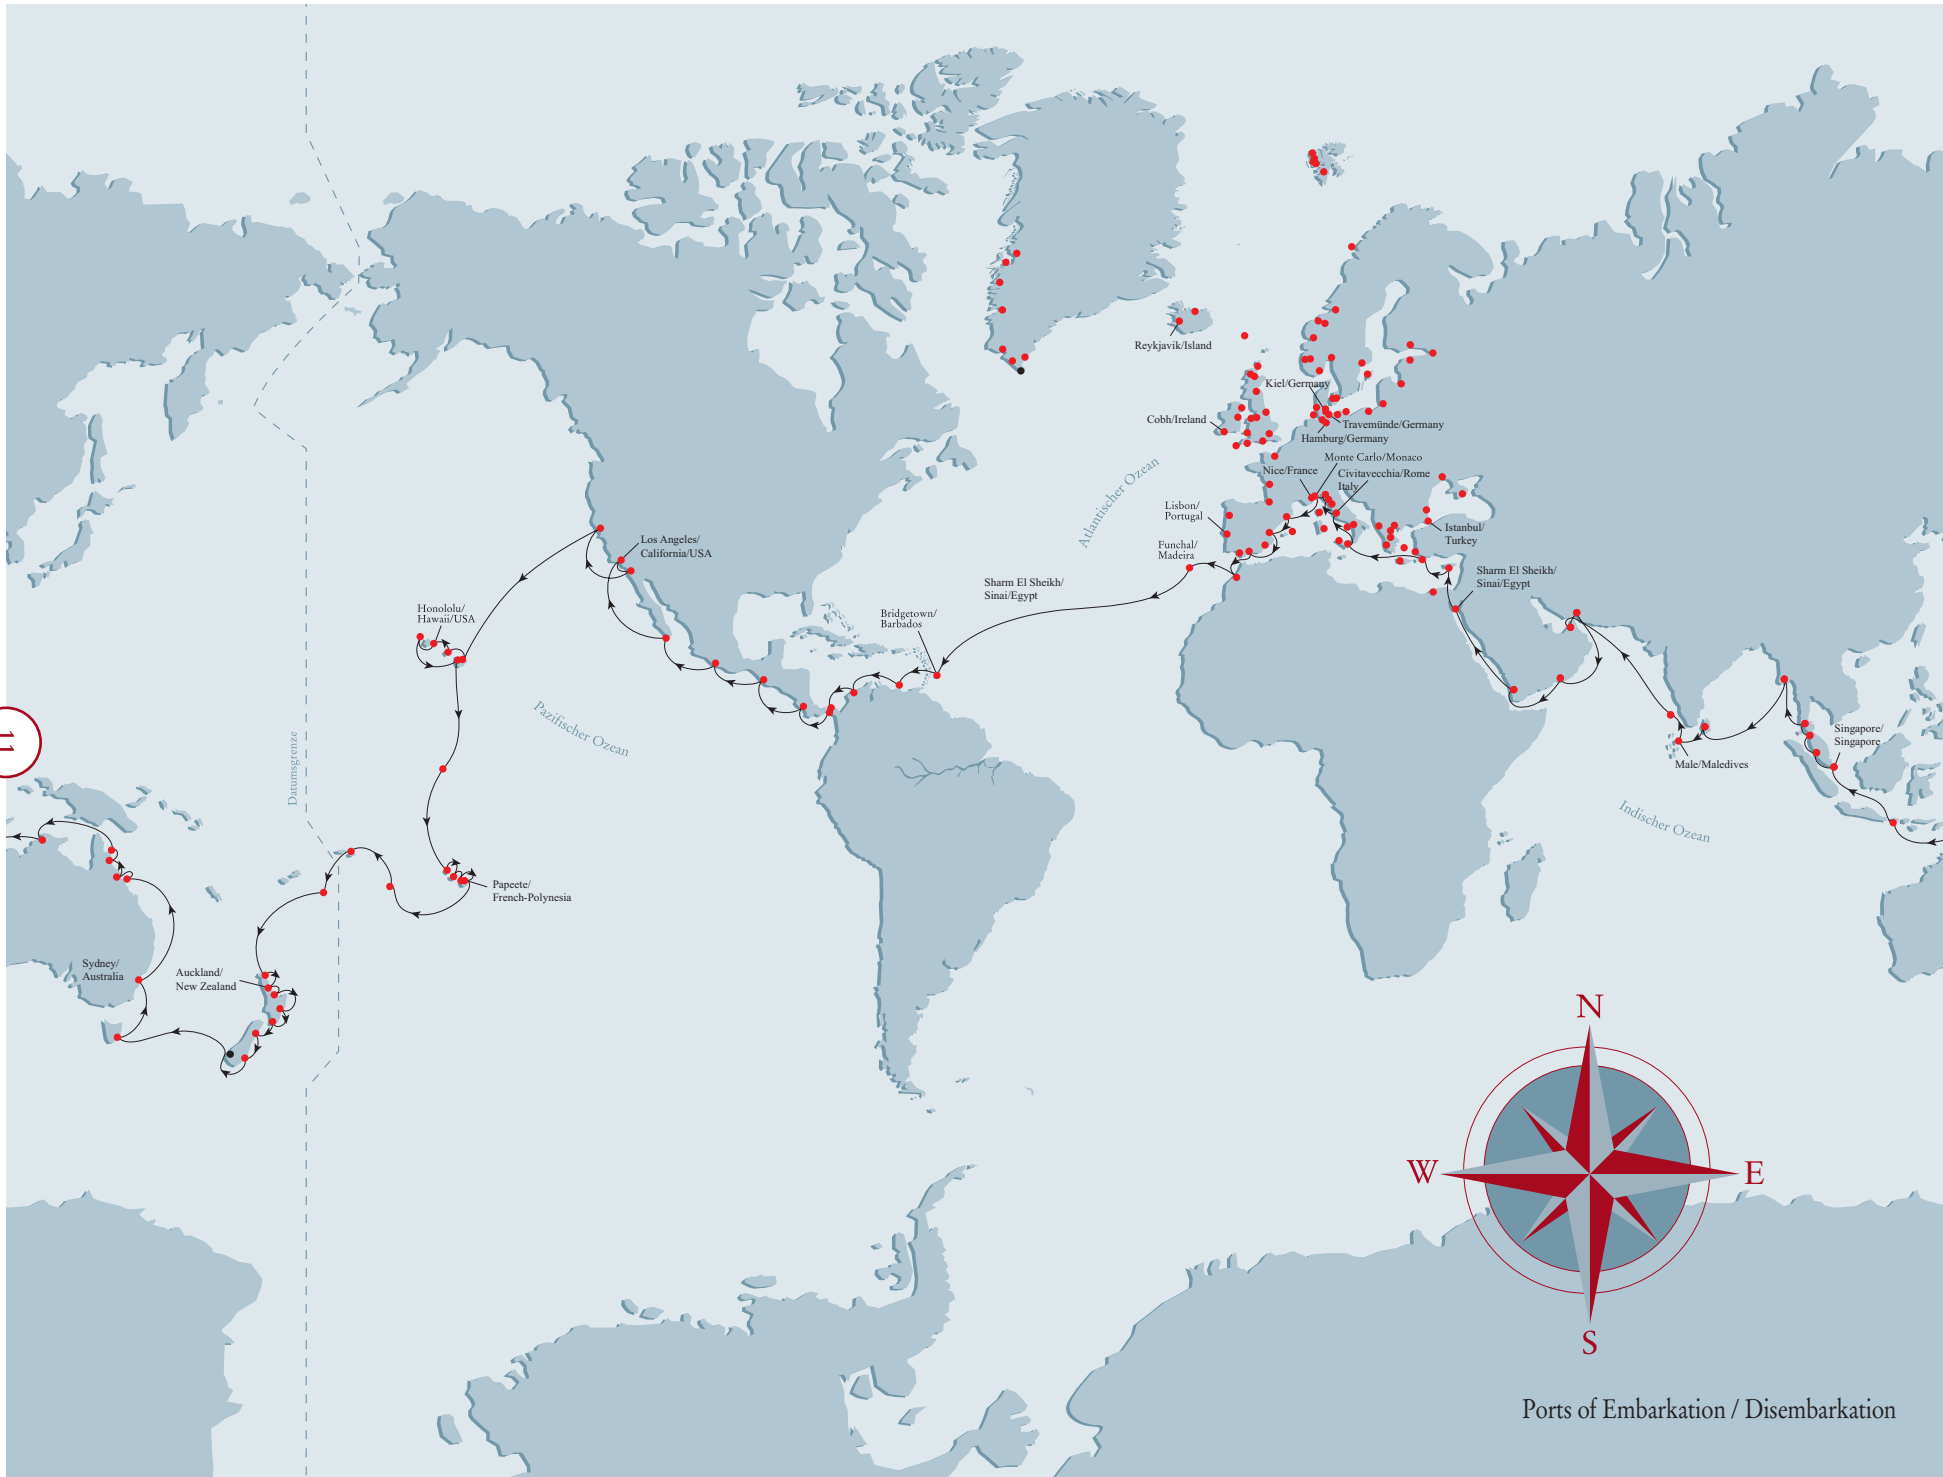 Reykjavik/Island
Kiel/Germany
Cobh/Ireland
Travemünde/Germany
Hamburg/Germany
Monte Carlo/Monaco
Nice/France
Civitavecchia/Rome
Italy
Atlantischer Ozean
Lisbon/
Portugal
Istanbul/
Turkey
Los Angeles/
California/USA
Funchal/
Madeira
Sharm El Sheikh/
Sinai/Egypt
Sharm El Sheikh/
Sinai/Egypt
Honololu/
Hawaii/USA
Bridgetown/
Barbados
Pazifischer Ozean
Datumsgrenze
11
Singapore/
Singapore
Male/Maledives
Indischer Ozean
Papeete/
French-Polynesia
Sydney/
Australia
Auckland/
New Zealand
N
W
E
S
Ports of Embarkation / Disembarkation